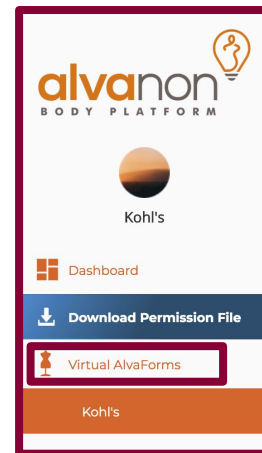 alvanon
BODY PLATFORM
Kohl's
Dashboard
Download Permission File
Virtual AlvaForms
Kohl's